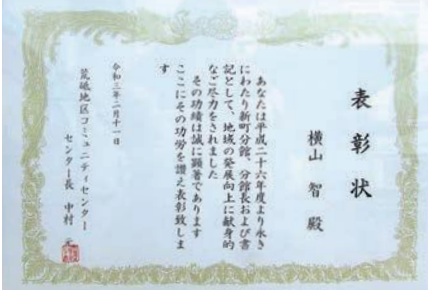 表彰状
横山 智 殿
あなたは平成二十六年度より永き
にわたり新町分館、分館長および書
記として、地域の発展向上に献身的
なご尽力をされました
その功績は誠に顕著であります
ここにその功労を讃え表彰致しま
す
令和三年二月十一日
荒砥地区コミュニティセンター
センター長 中村